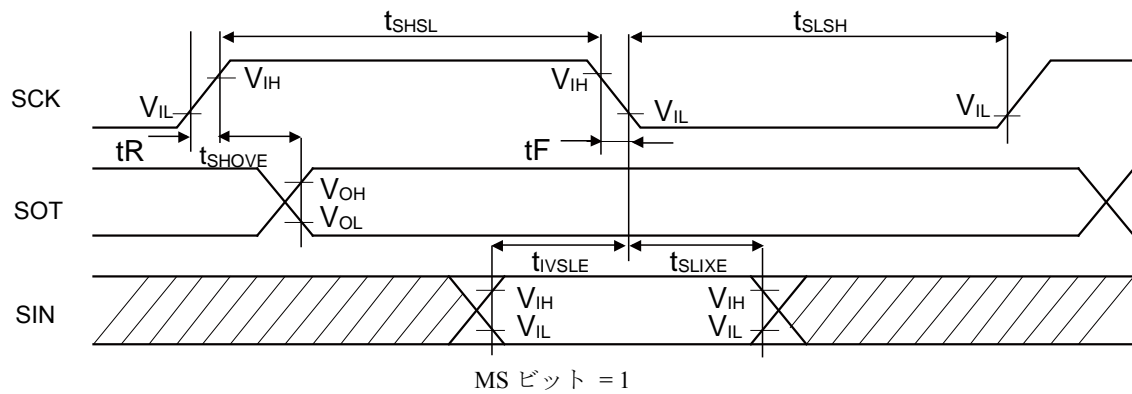 tSHSL tSLSH
SCK VIL VIH VIH VIL VIL
tR tSHOVE tF
SOT VOH VOL
tIVSLE tSLIXE
SIN VIH VIL VIH VIL
MS ビット = 1